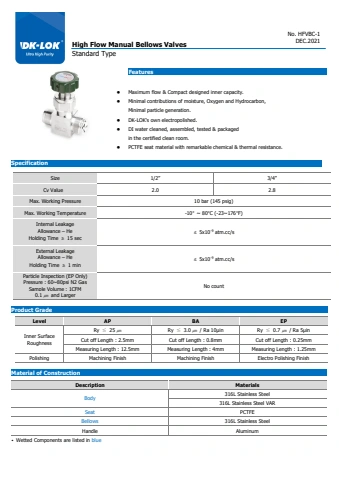 DK-LOK®
Ultra High Purity
High Flow Manual Bellows Valves
Standard Type
No. HFVBC-1
DEC.2021
Features
● Maximum flow & Compact designed inner capacity.
● Minimal contributions of moisture, Oxygen and Hydrocarbon,
Minimal particle generation.
● DK-LOK's own electropolished.
● DI water cleaned, assembled, tested & packaged
in the certified clean room.
● PCTFE seat material with remarkable chemical & thermal resistance.
Specification
Size 1/2" 3/4"
Cv Value 2.0 2.8
Max. Working Pressure 10 bar (145 psig)
Max. Working Temperature -10° ~ 80°C (-23~176°F)
Internal Leakage
Allowance – He
Holding Time ≥ 15 sec
≤ 5x10⁻⁹ atm.cc/s
External Leakage
Allowance – He
Holding Time ≥ 1 min
≤ 5x10⁻⁹ atm.cc/s
Particle Inspection (EP Only)
Pressure : 60~80psi N2 Gas
Sample Volume : 1CFM
0.1 ㎛ and Larger
No count
Product Grade
Level AP BA EP
Inner Surface
Roughness
Ry ≤ 25 ㎛ Ry ≤ 3.0 ㎛ / Ra 10μin Ry ≤ 0.7 ㎛ / Ra 5μin
Cut off Length : 2.5mm Cut off Length : 0.8mm Cut off Length : 0.25mm
Measuring Length : 12.5mm Measuring Length : 4mm Measuring Length : 1.25mm
Polishing Machining Finish Machining Finish Electro Polishing Finish
Material of Construction
Description Materials
Body
316L Stainless Steel
316L Stainless Steel VAR
Seat PCTFE
Bellows 316L Stainless Steel
Handle Aluminum
• Wetted Components are listed in blue